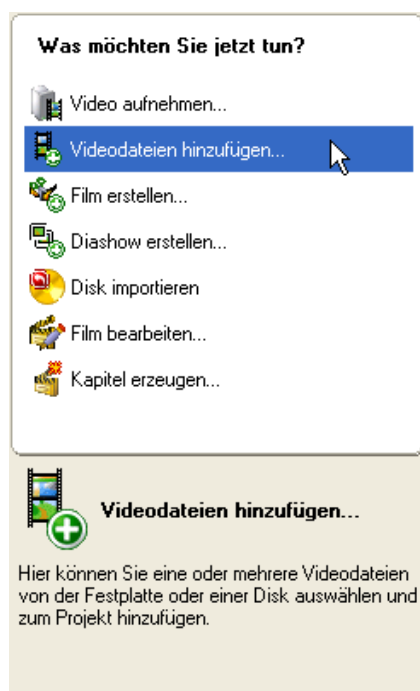 Was möchten Sie jetzt tun?
Video aufnehmen...
Videodateien hinzufügen...
Film erstellen...
Diashow erstellen...
Disk importieren
Film bearbeiten...
Kapitel erzeugen...
Videodateien hinzufügen...
Hier können Sie eine oder mehrere Videodateien
von der Festplatte oder einer Disk auswählen und
zum Projekt hinzufügen.